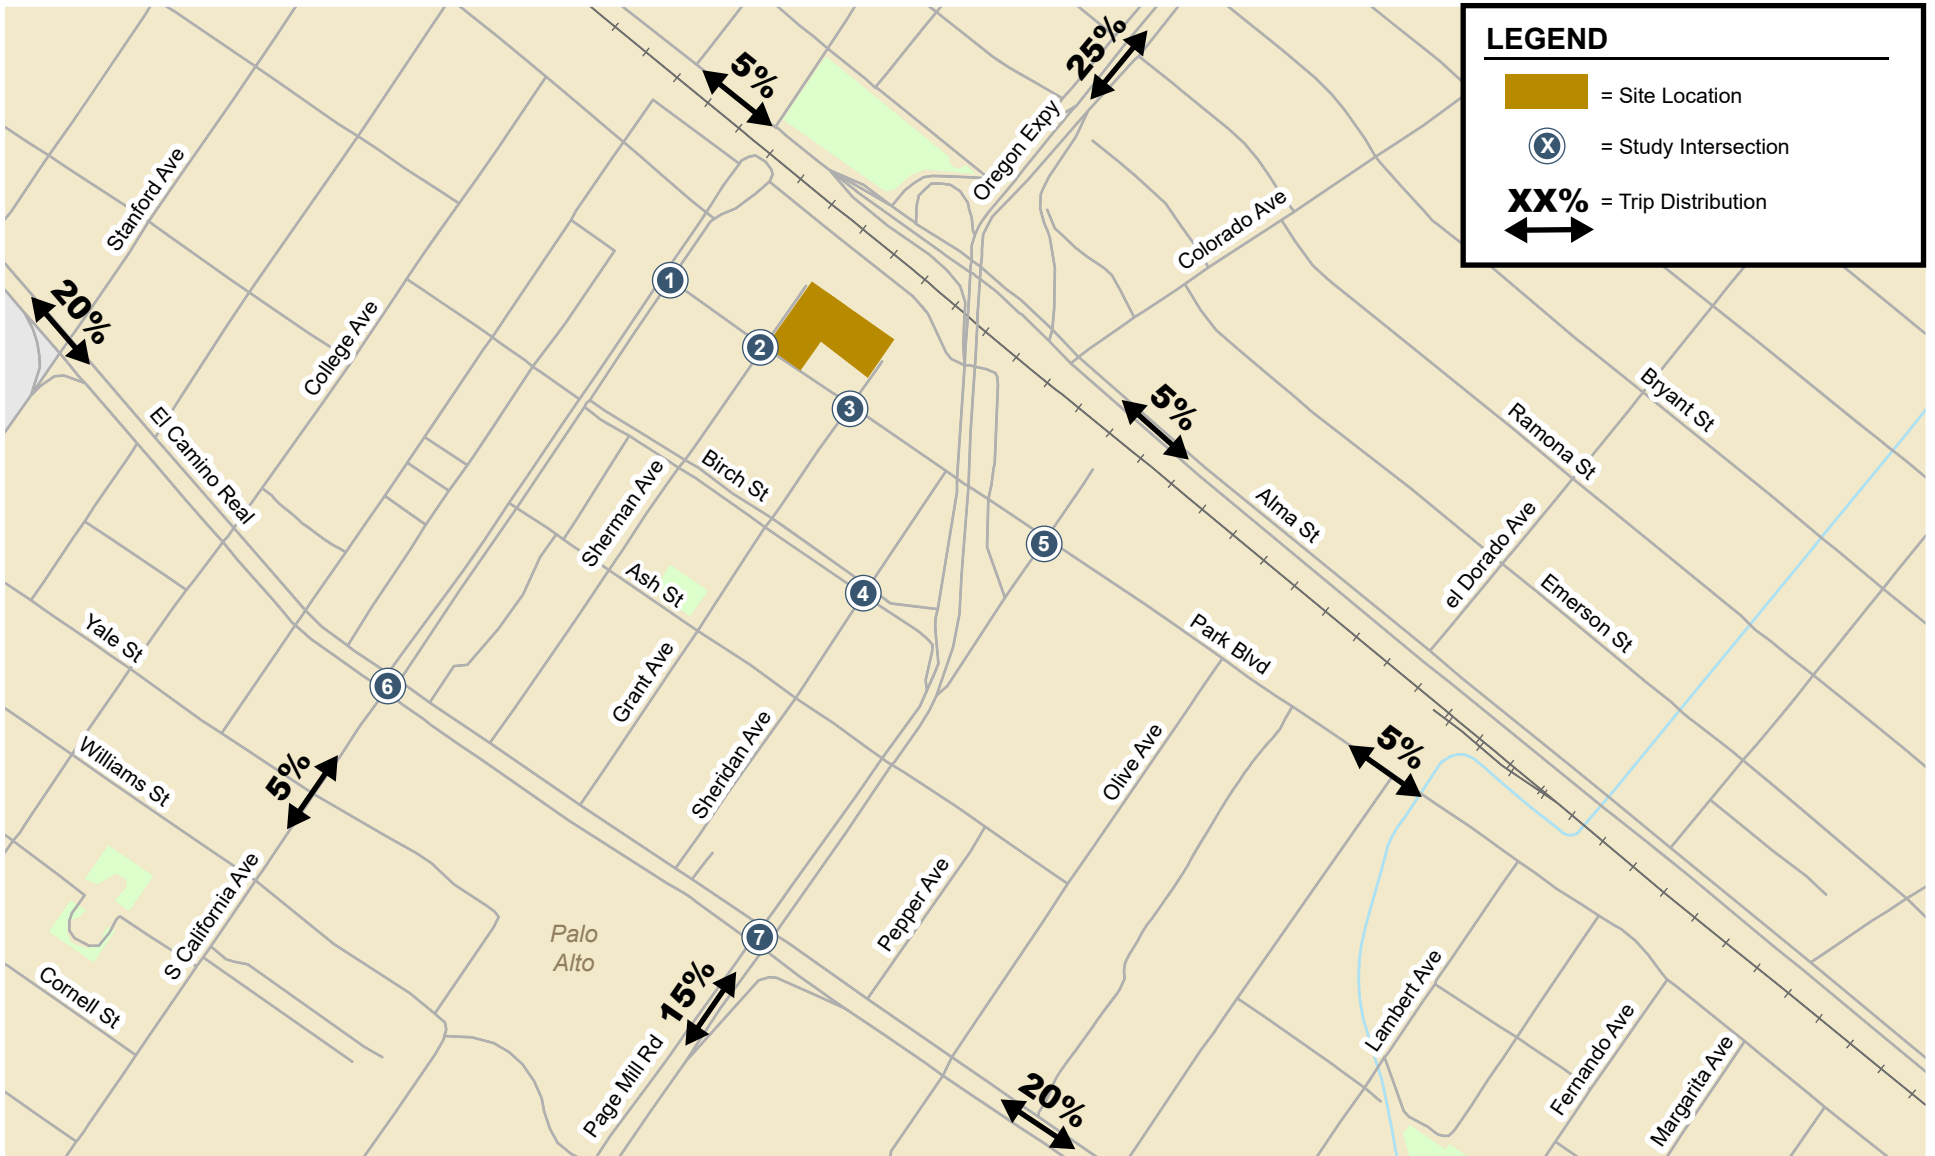 LEGEND
= Site Location
X
= Study Intersection
XX%
= Trip Distribution
5%
25%
Oregon Expy
Stanford Ave
Colorado Ave
20%
College Ave
1
2
3
5%
Bryant St
Ramona St
El Camino Real
Birch St
Sherman Ave
Alma St
el Dorado Ave
5
Ash St
4
Emerson St
Yale St
Park Blvd
Grant Ave
6
Williams St
Sheridan Ave
Olive Ave
5%
5%
S California Ave
Pepper Ave
Palo
Alto
7
Cornell St
15%
Lambert Ave
Page Mill Rd
Fernando Ave
Margarita Ave
20%